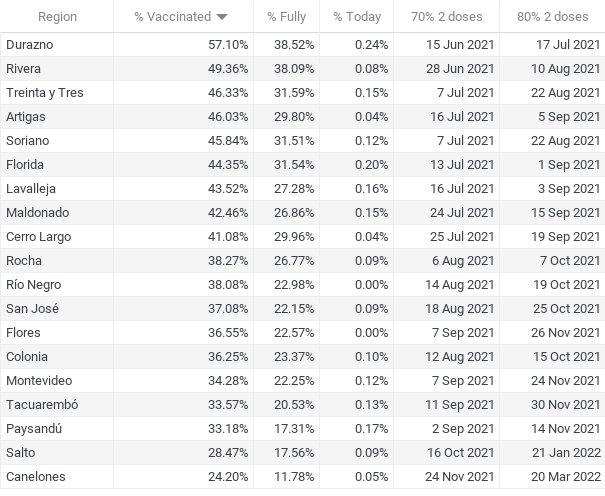 Region % Vaccinated % Fully % Today 70% 2 doses 80% 2 doses
Durazno 57.10% 38.52% 0.24% 15 Jun 2021 17 Jul 2021
Rivera 49.36% 38.09% 0.08% 28 Jun 2021 10 Aug 2021
Treinta y Tres 46.33% 31.59% 0.15% 7 Jul 2021 22 Aug 2021
Artigas 46.03% 29.80% 0.04% 16 Jul 2021 5 Sep 2021
Soriano 45.84% 31.51% 0.12% 7 Jul 2021 22 Aug 2021
Florida 44.35% 31.54% 0.20% 13 Jul 2021 1 Sep 2021
Lavalleja 43.52% 27.28% 0.16% 16 Jul 2021 3 Sep 2021
Maldonado 42.46% 26.86% 0.15% 24 Jul 2021 15 Sep 2021
Cerro Largo 41.08% 29.96% 0.04% 25 Jul 2021 19 Sep 2021
Rocha 38.27% 26.77% 0.09% 6 Aug 2021 7 Oct 2021
Río Negro 38.08% 22.98% 0.00% 14 Aug 2021 19 Oct 2021
San José 37.08% 22.15% 0.09% 18 Aug 2021 25 Oct 2021
Flores 36.55% 22.57% 0.00% 7 Sep 2021 26 Nov 2021
Colonia 36.25% 23.37% 0.10% 12 Aug 2021 15 Oct 2021
Montevideo 34.28% 22.25% 0.12% 7 Sep 2021 24 Nov 2021
Tacuarembó 33.57% 20.53% 0.13% 11 Sep 2021 30 Nov 2021
Paysandú 33.18% 17.31% 0.17% 2 Sep 2021 14 Nov 2021
Salto 28.47% 17.56% 0.09% 16 Oct 2021 21 Jan 2022
Canelones 24.20% 11.78% 0.05% 24 Nov 2021 20 Mar 2022